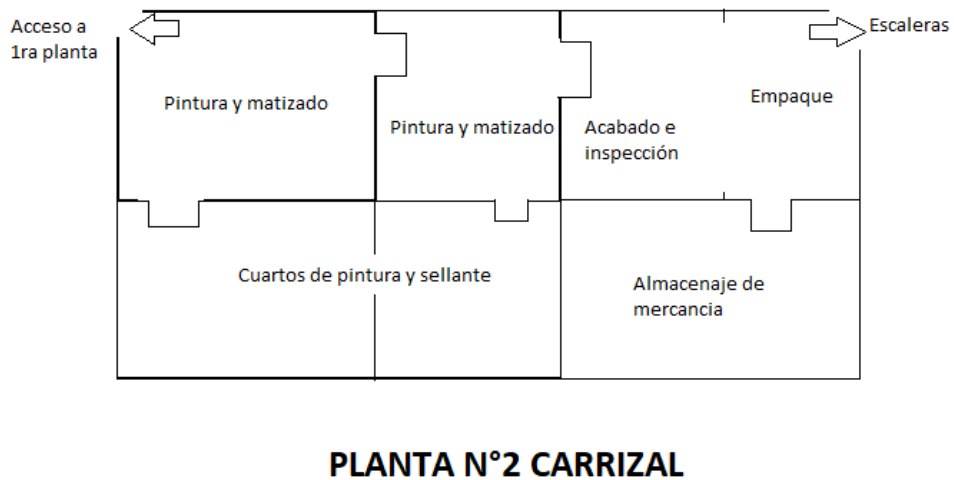 Acceso a
1ra planta
Escaleras
Pintura y matizado
Pintura y matizado
Acabado e
inspección
Empaque
Cuartos de pintura y sellante
Almacenaje de
mercancia
PLANTA N°2 CARRIZAL